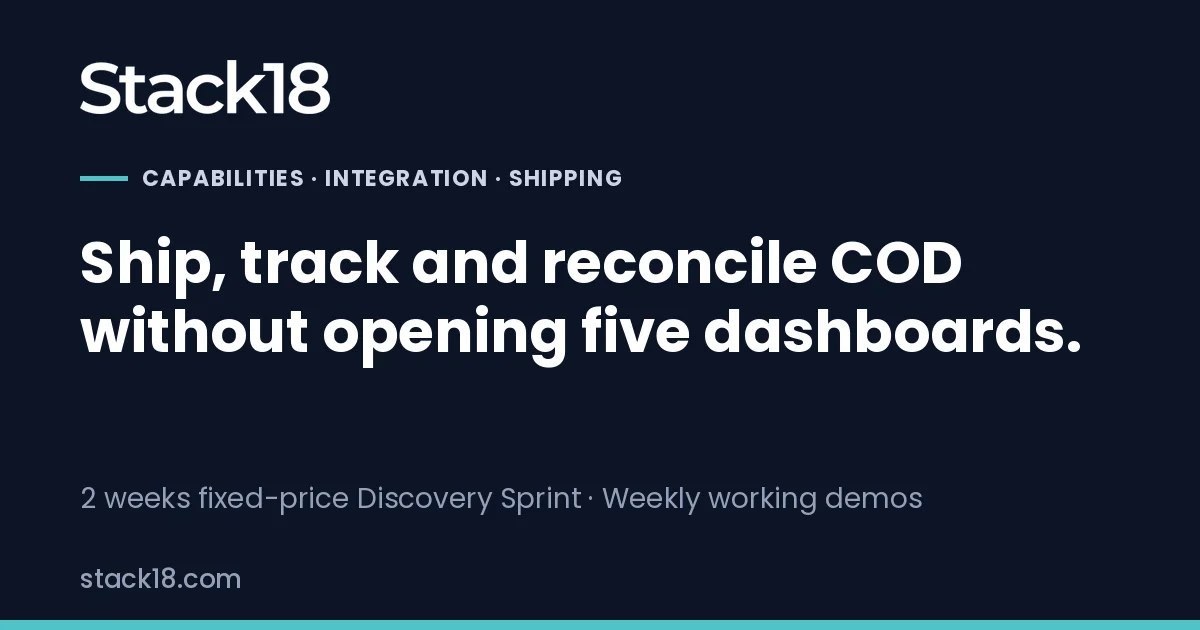 Stack18
CAPABILITIES · INTEGRATION · SHIPPING
Ship, track and reconcile COD
without opening five dashboards.
2 weeks fixed-price Discovery Sprint · Weekly working demos
stack18.com